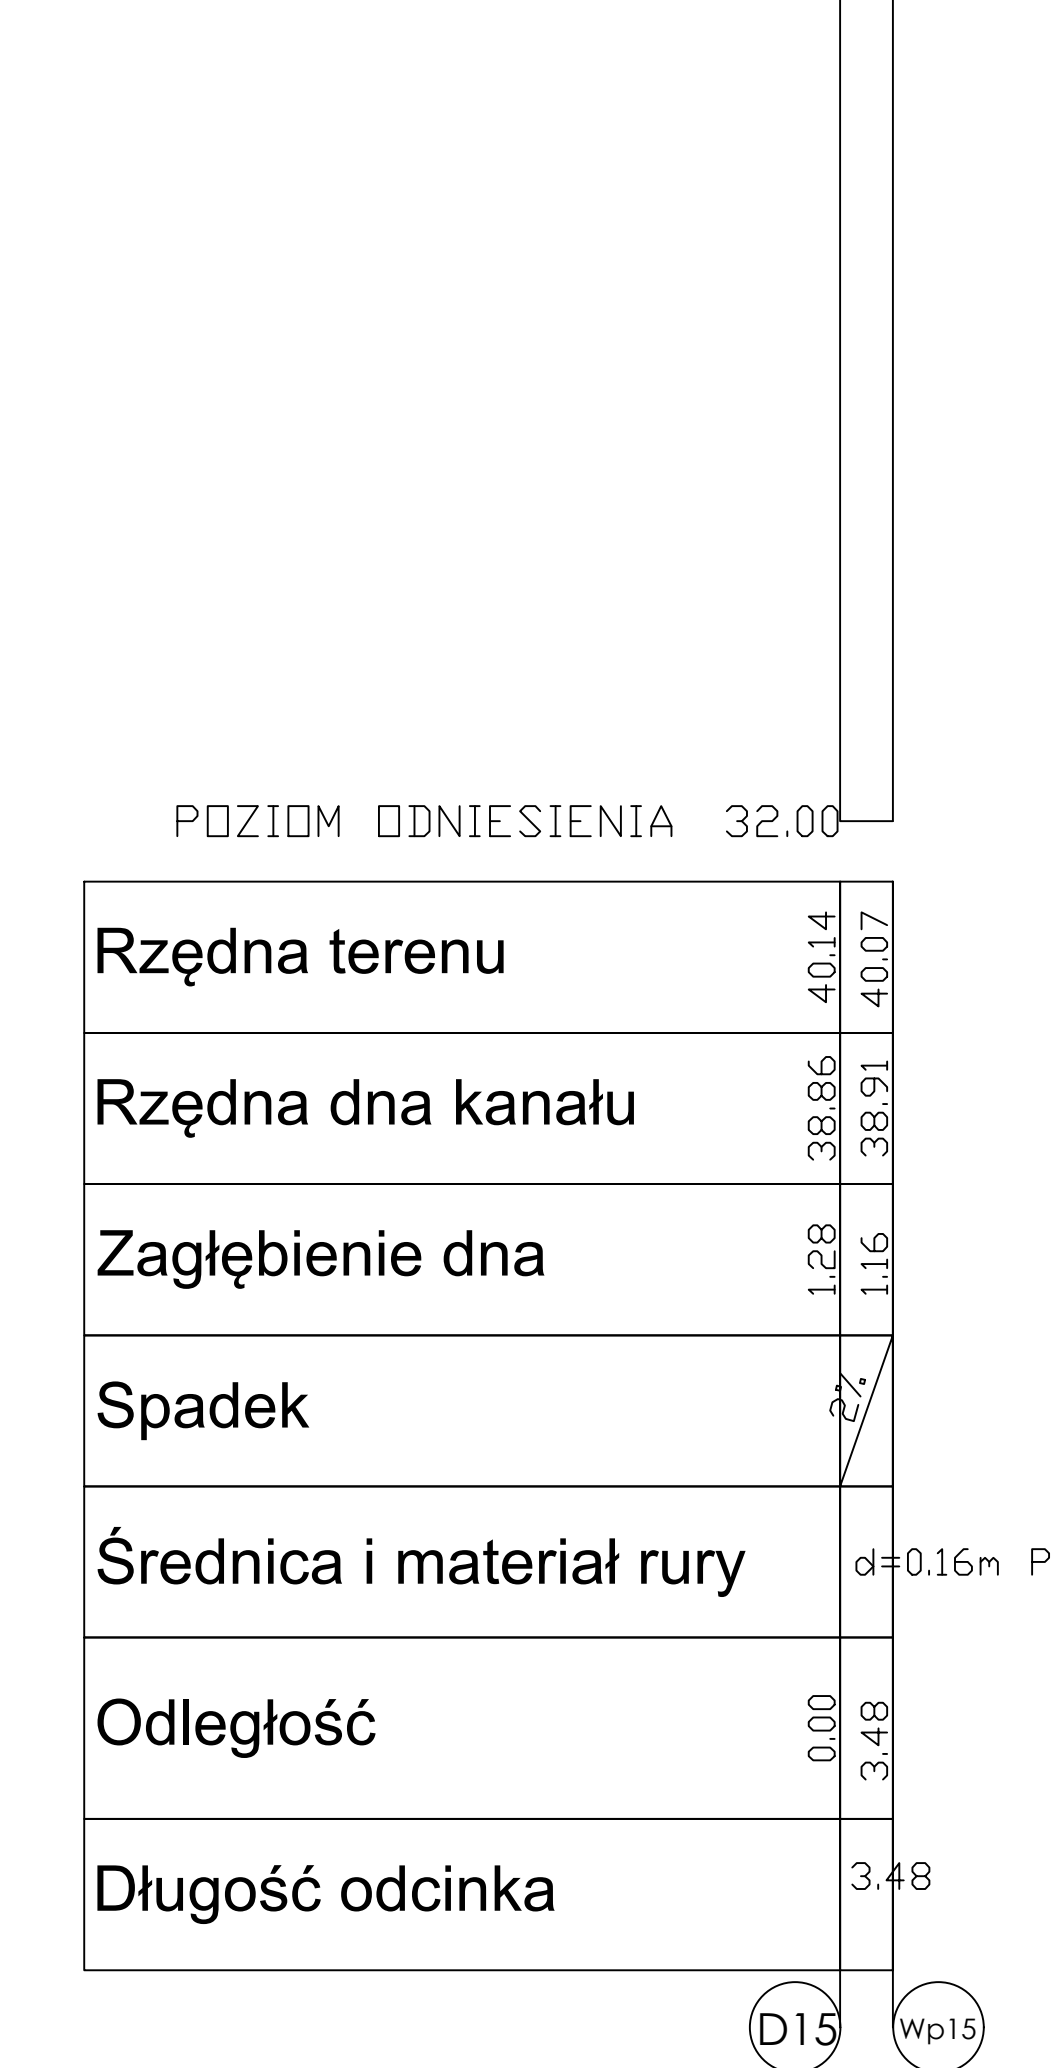 POZIOM ODNIESIENIA 32.00
Rzędna terenu 40.14 40.07
Rzędna dna kanału 38.86 38.91
Zagłębienie dna 1.28 1.16
Spadek 2%
Średnica i materiał rury d=0.16m P
Odległość 0.00 3.48
Długość odcinka 3.48
D15 Wp15